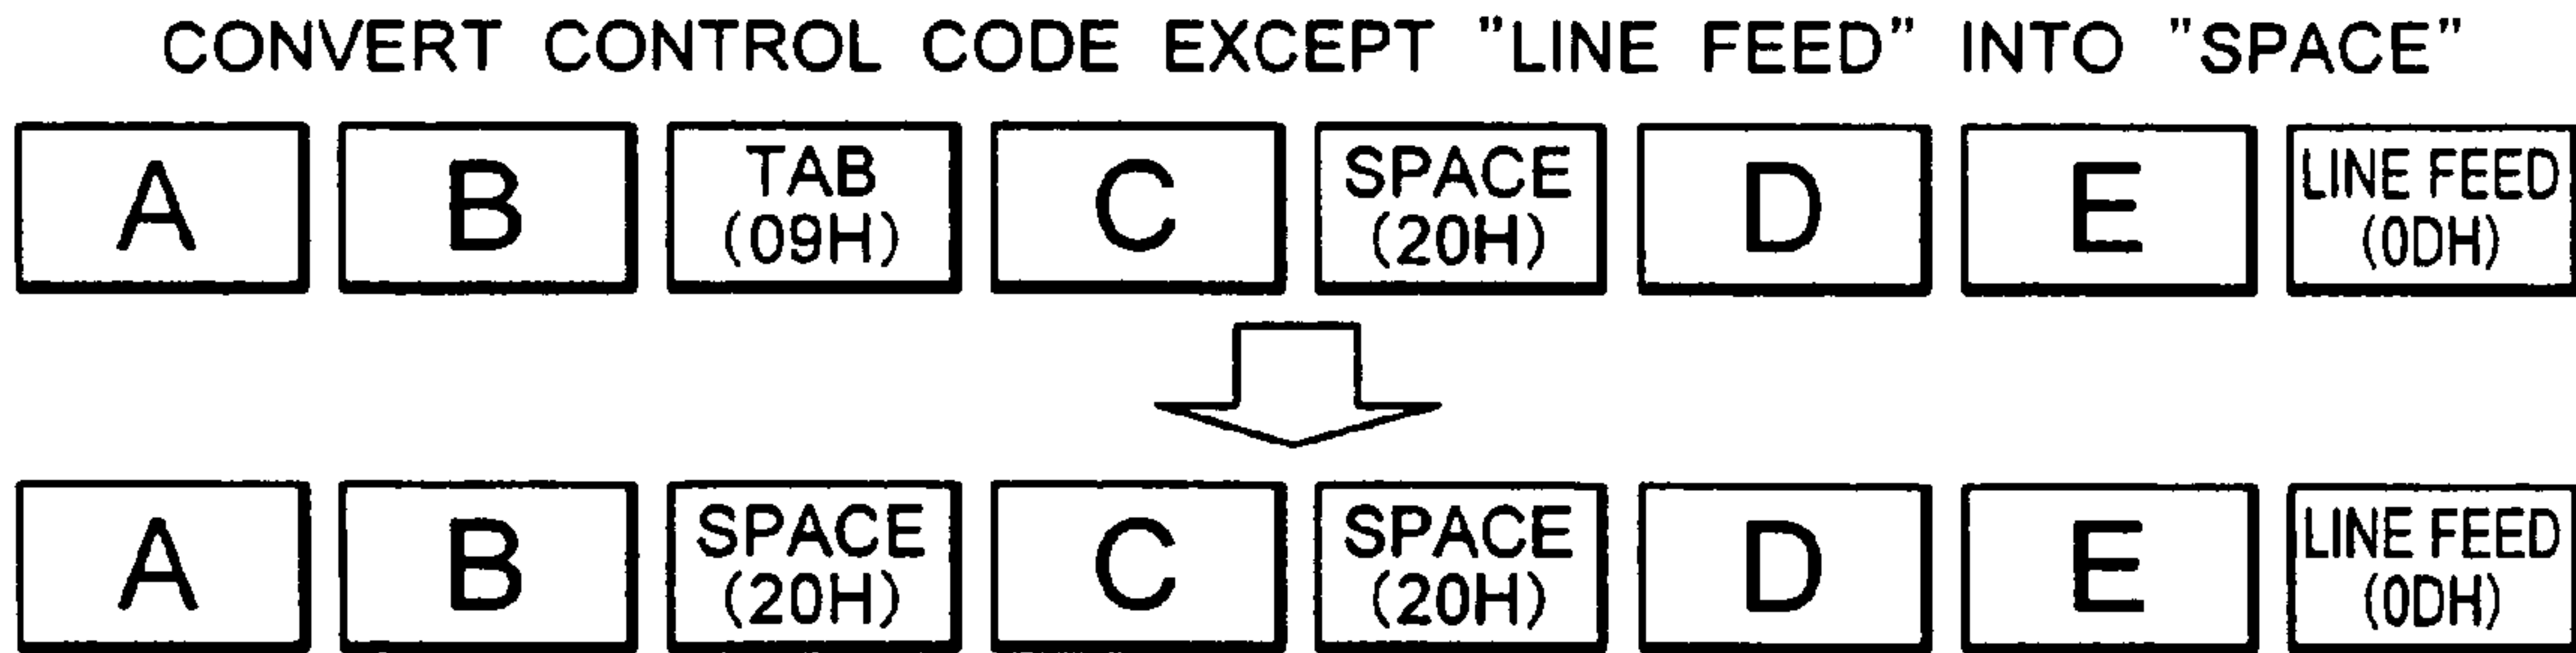 CONVERT CONTROL CODE EXCEPT "LINE FEED" INTO "SPACE"
A B TAB (09H) C SPACE (20H) D E LINE FEED (0DH)
A B SPACE (20H) C SPACE (20H) D E LINE FEED (0DH)